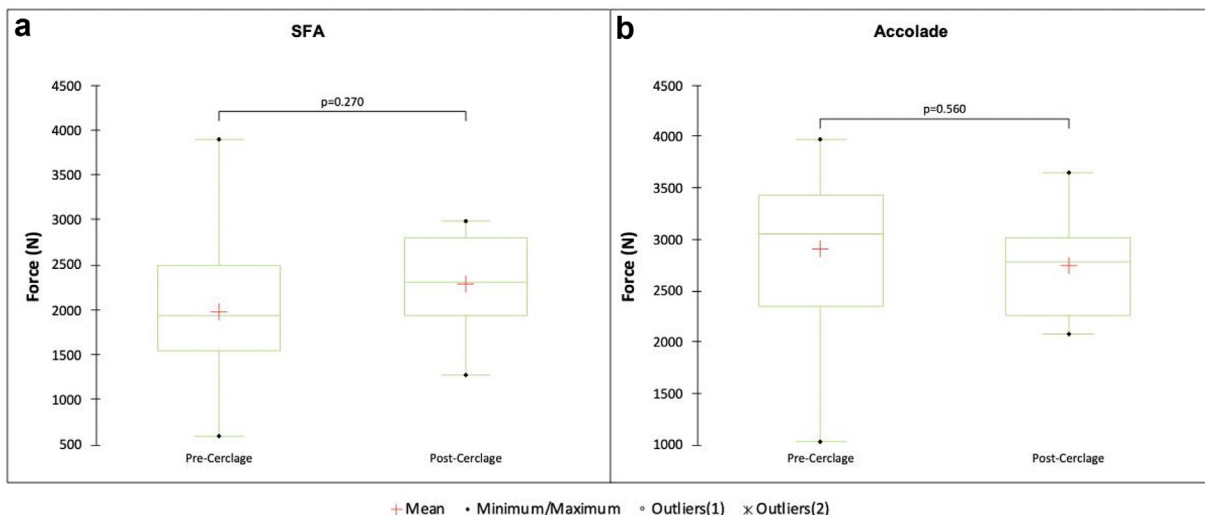 a
SFA
4500
4000
3500
3000
2500
2000
1500
1000
500
Force (N)
p=0.270
Pre-Cerclage
Post-Cerclage
b
Accolade
4500
4000
3500
3000
2500
2000
1500
1000
Force (N)
p=0.560
Pre-Cerclage
Post-Cerclage
Mean Minimum/Maximum Outliers(1) Outliers(2)